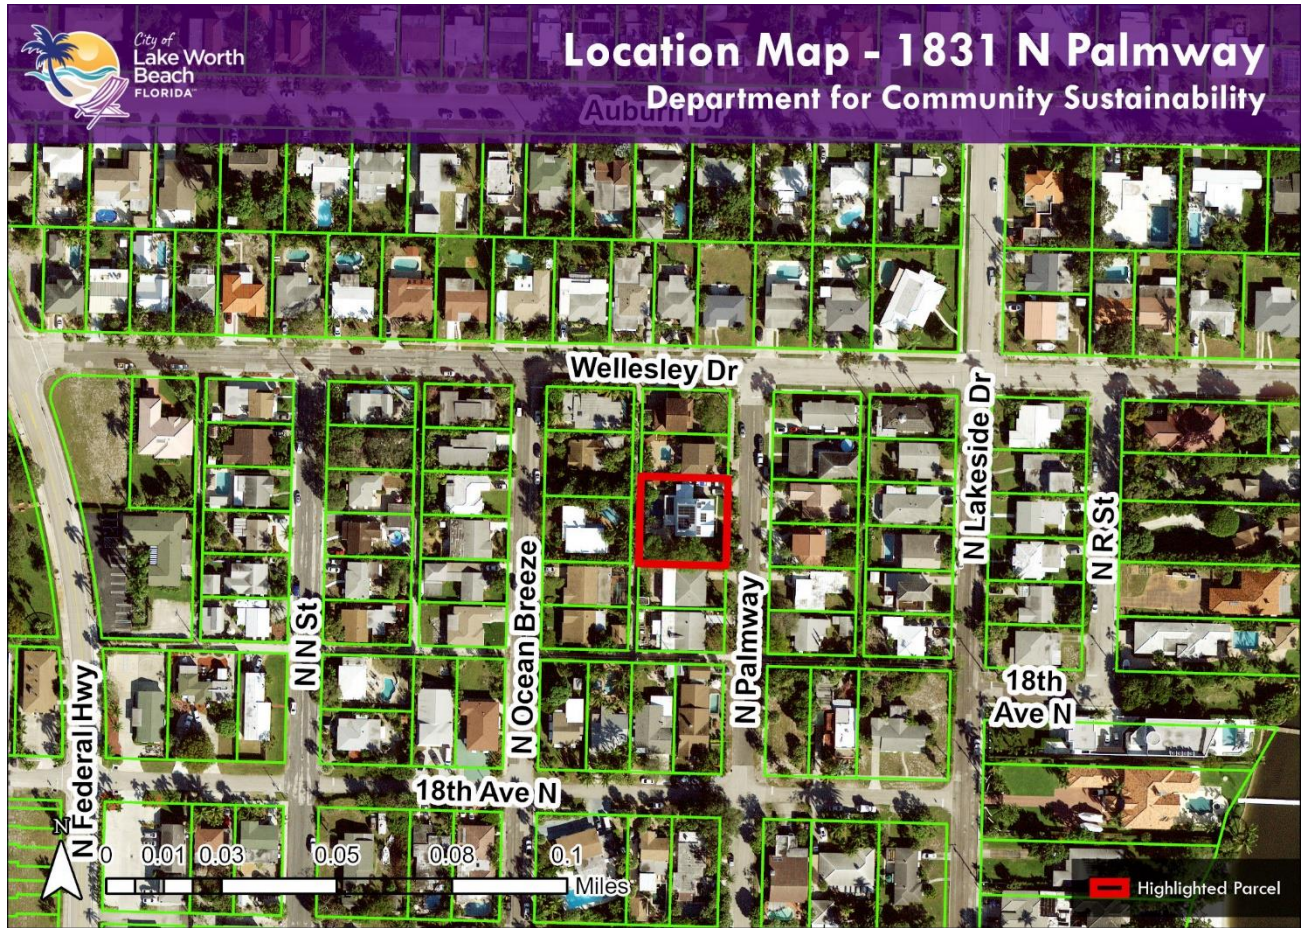 City of
Lake Worth
Beach
FLORIDA™
Location Map - 1831 N Palmway
Department for Community Sustainability
Auburn Dr
Wellesley Dr
N Lakeside Dr
N R St
N Ocean Breeze
N N St
N Palmway
N Federal Hwy
18th
Ave N
18th Ave N
N
0 0.01 0.03 0.05 0.08 0.1
Miles
Highlighted Parcel